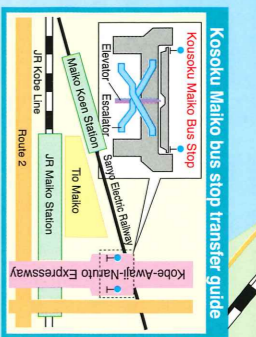 Kosoku Maiko bus stop transfer guide
Kousoku Maiko Bus Stop
Elevator
Escalator
Maiko Koen Station
Sanyo Electric Railway
Tio Maiko
JR Kobe Line
JR Maiko Station
Route 2
Kobe-Awaji-Naruto Expressway